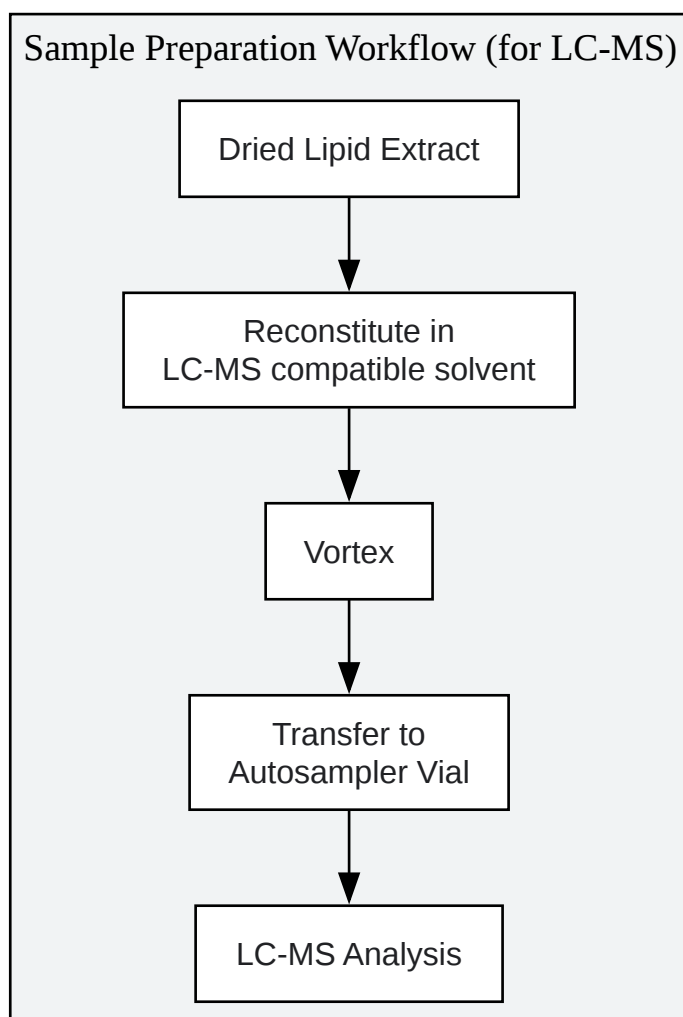 Sample Preparation Workflow (for LC-MS)
Dried Lipid Extract
Reconstitute in
LC-MS compatible solvent
Vortex
Transfer to
Autosampler Vial
LC-MS Analysis